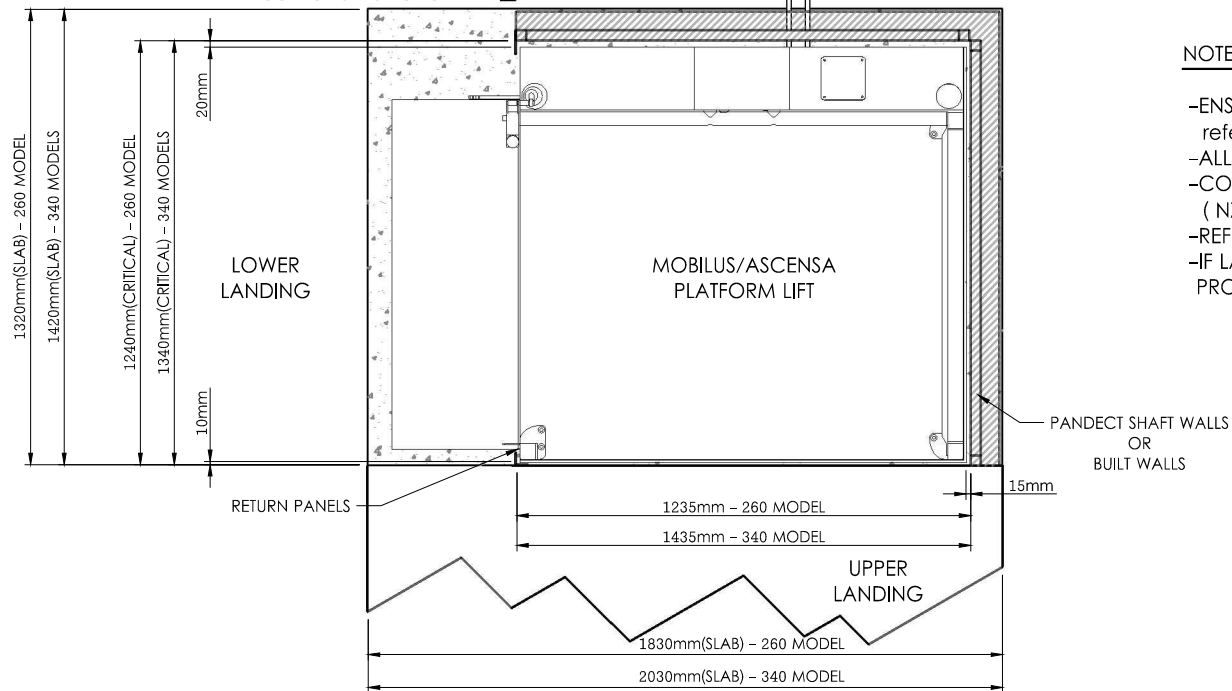 NOTE
-ENS
refe
-ALL
-CO
( N
-REF
-IF LA
PRO
1320mm(SLAB) - 260 MODEL
1420mm(SLAB) - 340 MODELS
1240mm(CRITICAL) - 260 MODEL
1340mm(CRITICAL) - 340 MODELS
20mm
10mm
LOWER
LANDING
MOBILUS/ASCENSA
PLATFORM LIFT
PANDECT SHAFT WALLS
OR
BUILT WALLS
RETURN PANELS
15mm
1235mm - 260 MODEL
1435mm - 340 MODEL
UPPER
LANDING
1830mm(SLAB) - 260 MODEL
2030mm(SLAB) - 340 MODEL